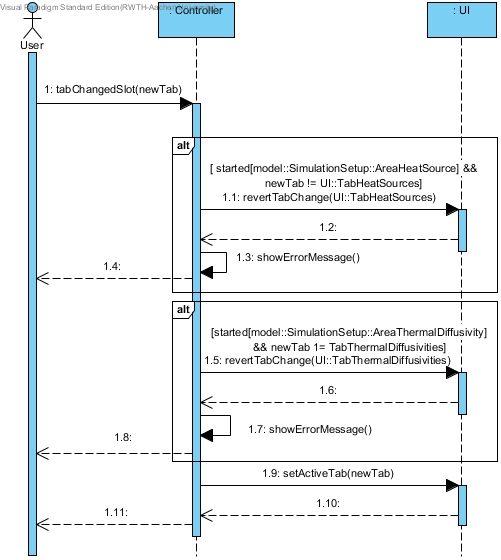 Visual Paradigm Standard Edition(RWTH-Aachen
: Controller
: UI
User
1: tabChangedSlot(newTab)
alt
[ started[model::SimulationSetup::AreaHeatSource] &&
newTab != UI::TabHeatSources]
1.1: revertTabChange(UI::TabHeatSources)
1.2:
1.3: showErrorMessage()
1.4:
alt
[started[model::SimulationSetup::AreaThermalDiffusivity]
&& newTab 1= TabThermalDiffusivities]
1.5: revertTabChange(UI::TabThermalDiffusivities)
1.6:
1.7: showErrorMessage()
1.8:
1.9: setActiveTab(newTab)
1.10:
1.11: